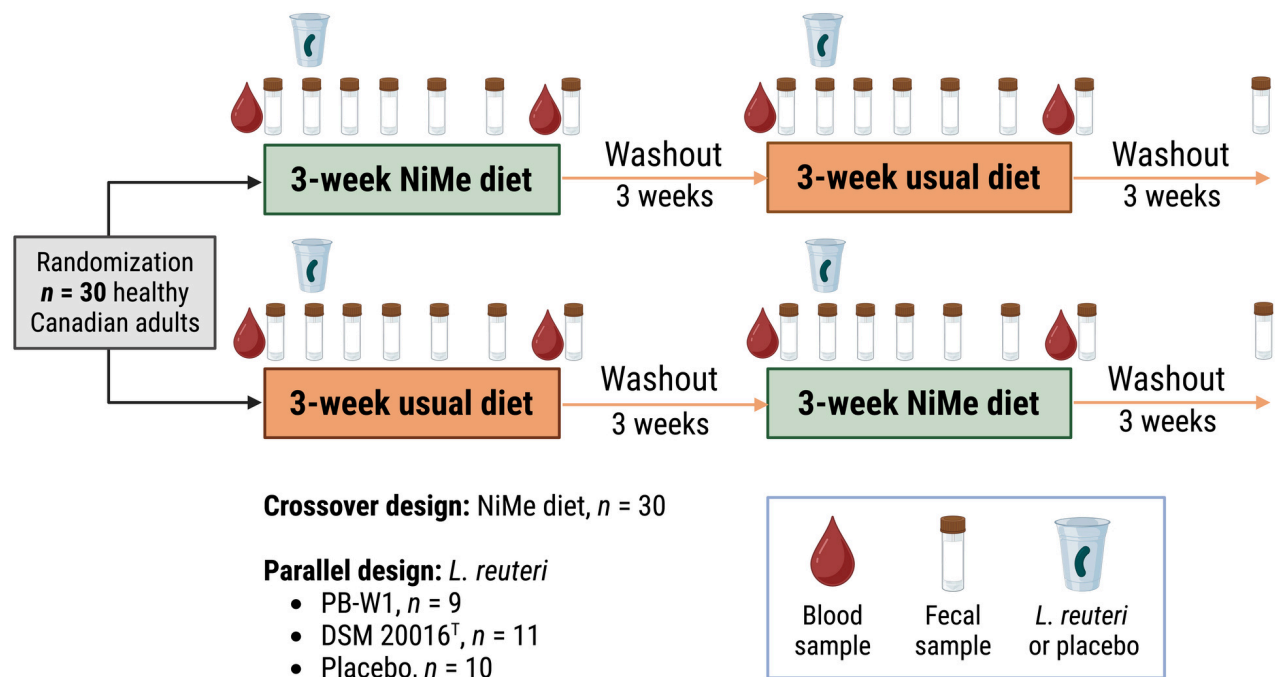 3-week NiMe diet
Washout
3 weeks
3-week usual diet
Washout
3 weeks
Randomization
n = 30 healthy
Canadian adults
3-week usual diet
Washout
3 weeks
3-week NiMe diet
Washout
3 weeks
Crossover design: NiMe diet, n = 30
Parallel design: L. reuteri
• PB-W1, n = 9
• DSM 20016ᵀ, n = 11
• Placebo, n = 10
Blood
sample
Fecal
sample
L. reuteri
or placebo